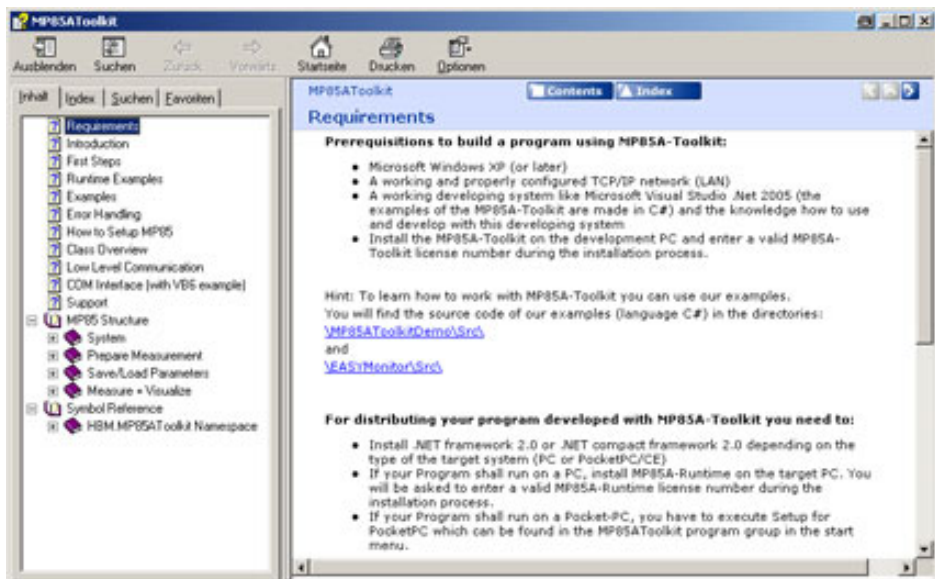 MP85AToolkit
Ausblenden Suchen Zurück Vorwärts Startseite Drucken Optionen
Inhalt Index Suchen Favoriten
Requirements
Introduction
First Steps
Runtime Examples
Examples
Error Handling
How to Setup MP85
Class Overview
Low Level Communication
COM Interface (with VB6 example)
Support
MP85 Structure
System
Prepare Measurement
Save/Load Parameters
Measure + Visualize
Symbol Reference
HBM.MP85AToolkit Namespace
MP85AToolkit Contents Index
Requirements
Prerequisitions to build a program using MP85A-Toolkit:
• Microsoft Windows XP (or later)
• A working and properly configured TCP/IP network (LAN)
• A working developing system like Microsoft Visual Studio .Net 2005 (the
examples of the MP85A-Toolkit are made in C#) and the knowledge how to use
and develop with this developing system
• Install the MP85A-Toolkit on the development PC and enter a valid MP85A-
Toolkit license number during the installation process.
Hint: To learn how to work with MP85A-Toolkit you can use our examples.
You will find the source code of our examples (language C#) in the directories:
\MP85AToolkitDemo\Src\
and
\EASYMonitor\Src\
For distributing your program developed with MP85A-Toolkit you need to:
• Install .NET framework 2.0 or .NET compact framework 2.0 depending on the
type of the target system (PC or PocketPC/CE)
• If your Program shall run on a PC, install MP85A-Runtime on the target PC. You
will be asked to enter a valid MP85A-Runtime license number during the
installation process.
• If your Program shall run on a Pocket-PC, you have to execute Setup for
PocketPC which can be found in the MP85AToolkit program group in the start
menu.